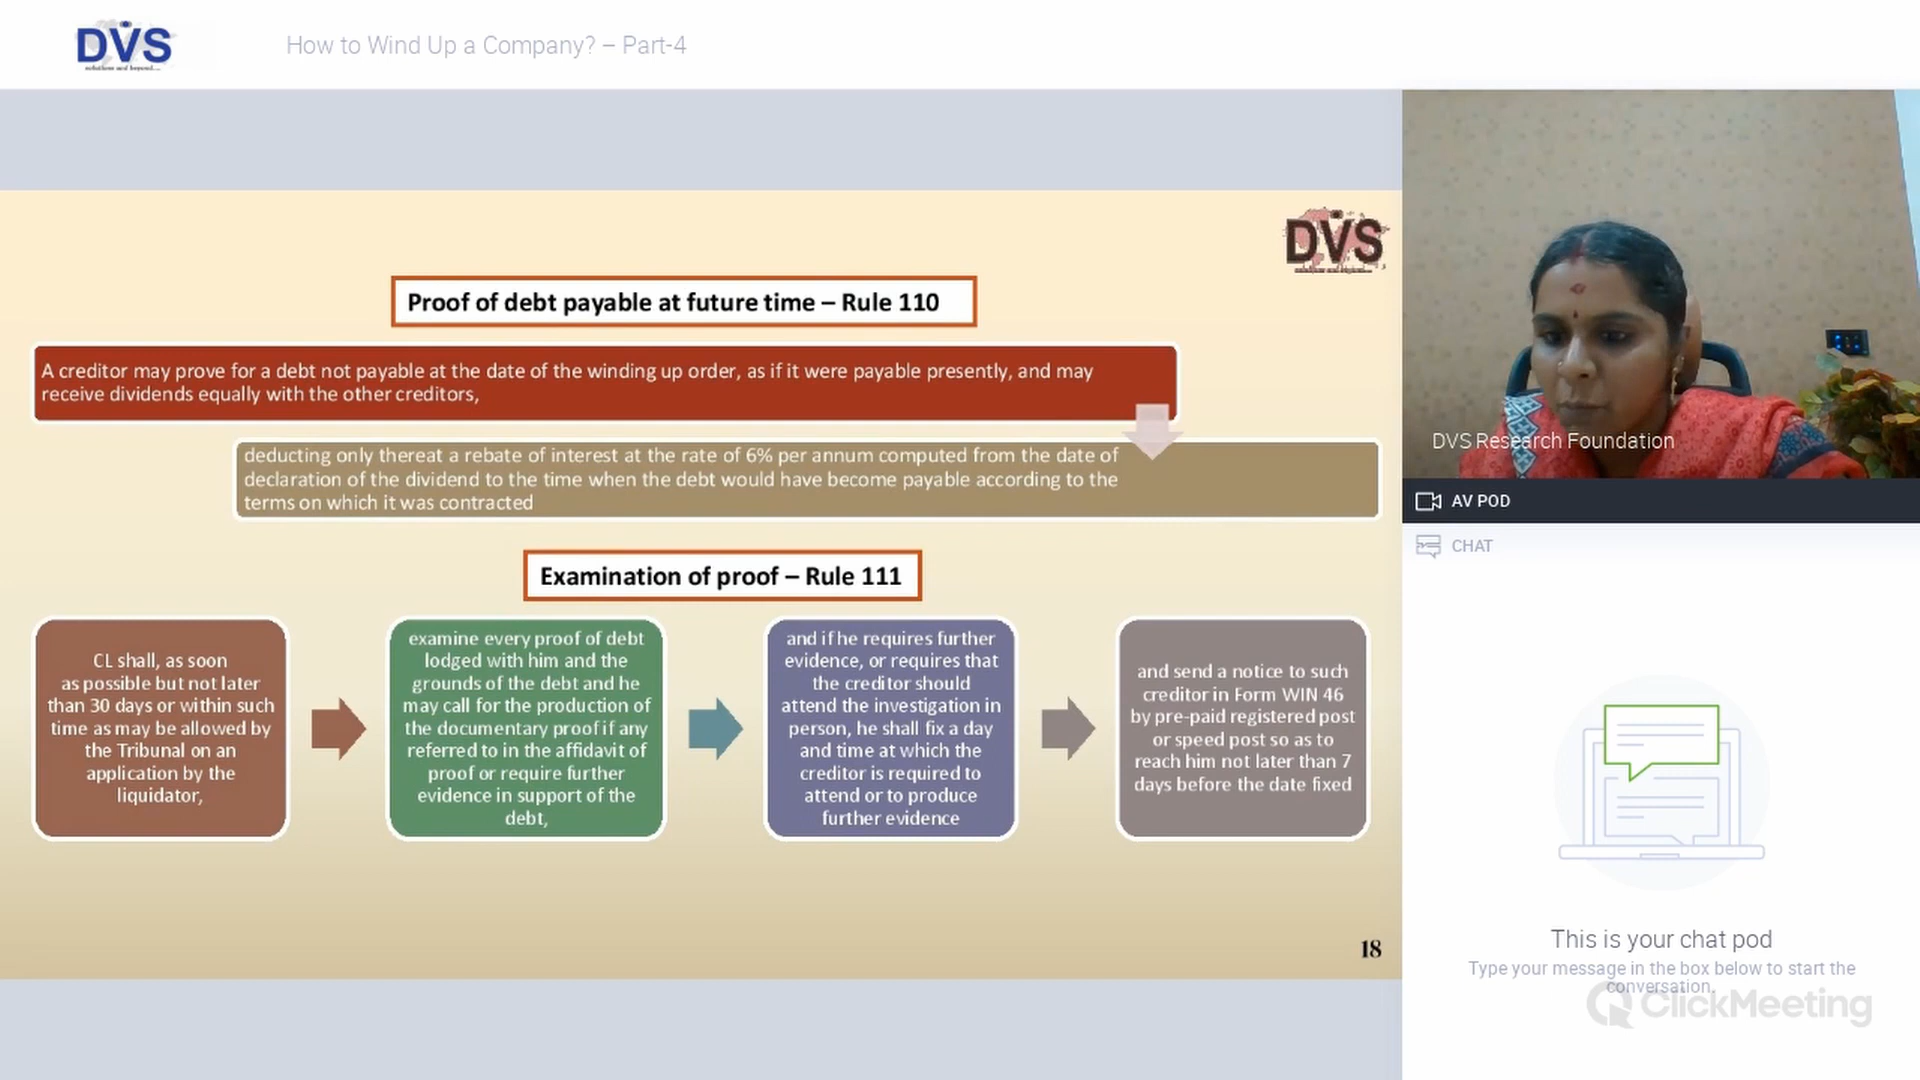 DVS
solutions and beyond...
How to Wind Up a Company? – Part-4
DVS
solutions and beyond...
Proof of debt payable at future time – Rule 110
A creditor may prove for a debt not payable at the date of the winding up order, as if it were payable presently, and may
receive dividends equally with the other creditors,
deducting only thereat a rebate of interest at the rate of 6% per annum computed from the date of
declaration of the dividend to the time when the debt would have become payable according to the
terms on which it was contracted
Examination of proof – Rule 111
CL shall, as soon
as possible but not later
than 30 days or within such
time as may be allowed by
the Tribunal on an
application by the
liquidator,
examine every proof of debt
lodged with him and the
grounds of the debt and he
may call for the production of
the documentary proof if any
referred to in the affidavit of
proof or require further
evidence in support of the
debt,
and if he requires further
evidence, or requires that
the creditor should
attend the investigation in
person, he shall fix a day
and time at which the
creditor is required to
attend or to produce
further evidence
and send a notice to such
creditor in Form WIN 46
by pre-paid registered post
or speed post so as to
reach him not later than 7
days before the date fixed
18
DVS Research Foundation
AV POD
CHAT
This is your chat pod
Type your message in the box below to start the
conversation.
ClickMeeting